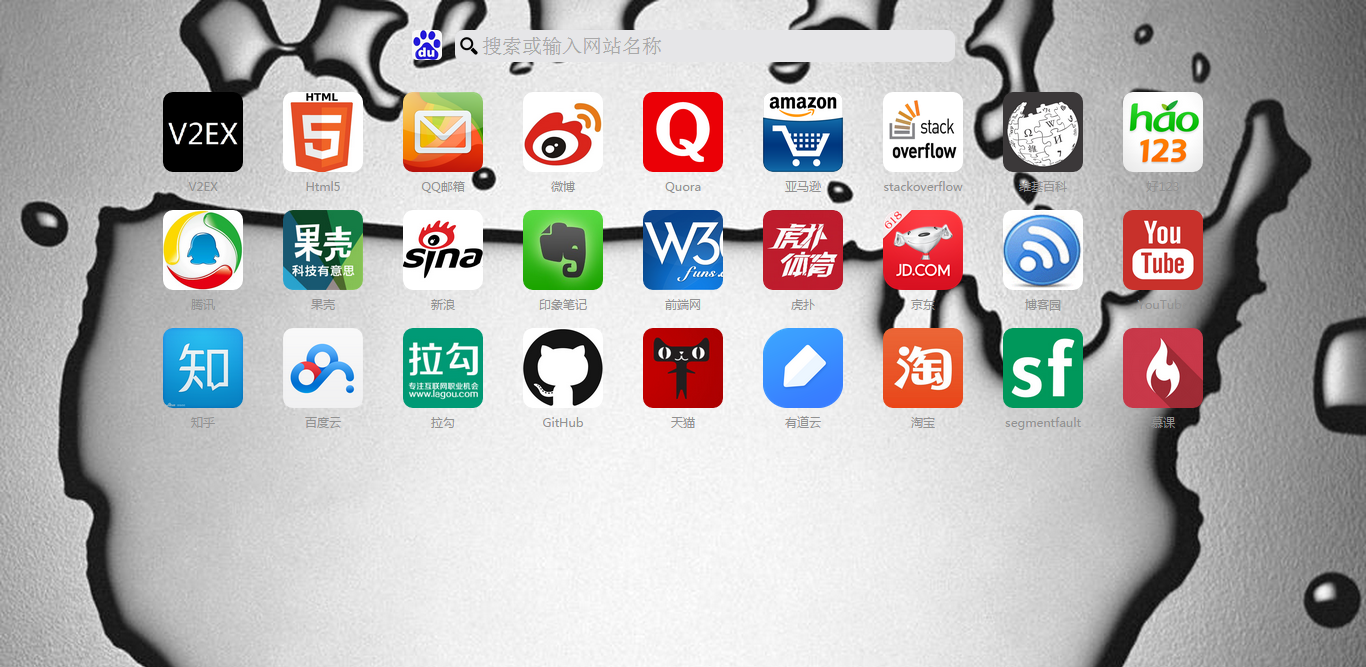 du
搜索或输入网站名称
V2EX
HTML
5
Q
amazon
stack
overflow
Ω W И 7
hao
123
V2EX
Html5
QQ邮箱
微博
Quora
亚马逊
stackoverflow
维基百科
果壳
科技有意思
sina
W3
funs
虎扑
体育
618
JD.COM
You
Tube
腾讯
果壳
新浪
印象笔记
前端网
虎扑
京东
博客园
YouTube
知
拉勾
专注互联网职业机会
www.lagou.com
淘
sf
知乎
百度云
拉勾
GitHub
天猫
有道云
淘宝
segmentfault
慕课